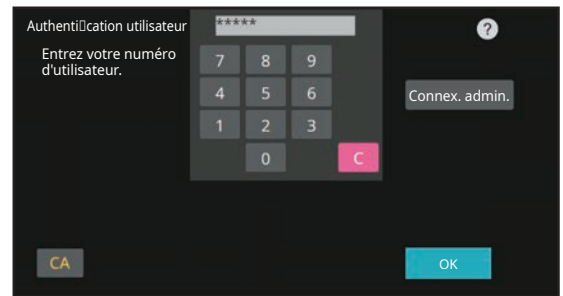 Authenti▯cation utilisateur
*****
?
Entrez votre numéro
d'utilisateur.
7 8 9
4 5 6
Connex. admin.
1 2 3
0 C
CA
OK